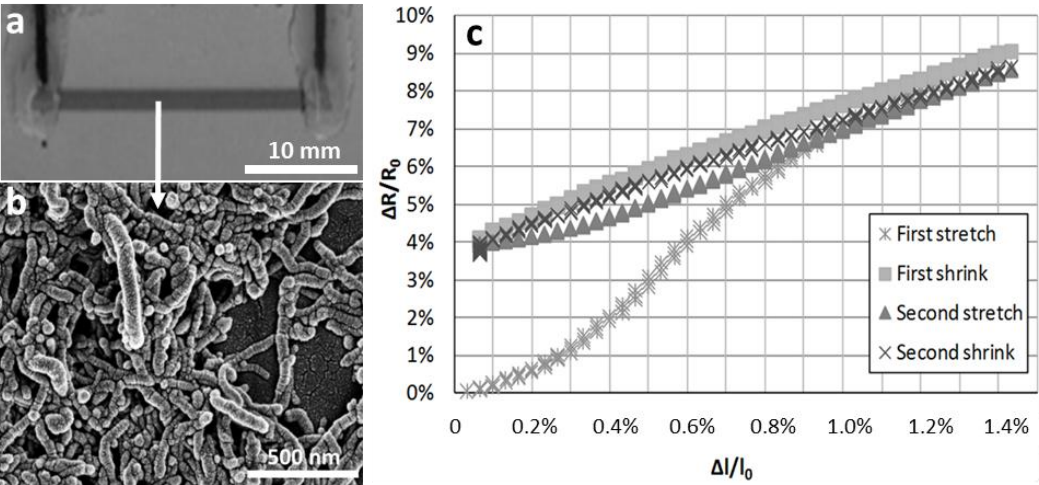 a
10 mm
b
500 nm
c
10%
9%
8%
7%
6%
5%
4%
3%
2%
1%
0%
ΔR/R₀
First stretch
First shrink
Second stretch
Second shrink
0 0.2% 0.4% 0.6% 0.8% 1.0% 1.2% 1.4%
Δl/l₀